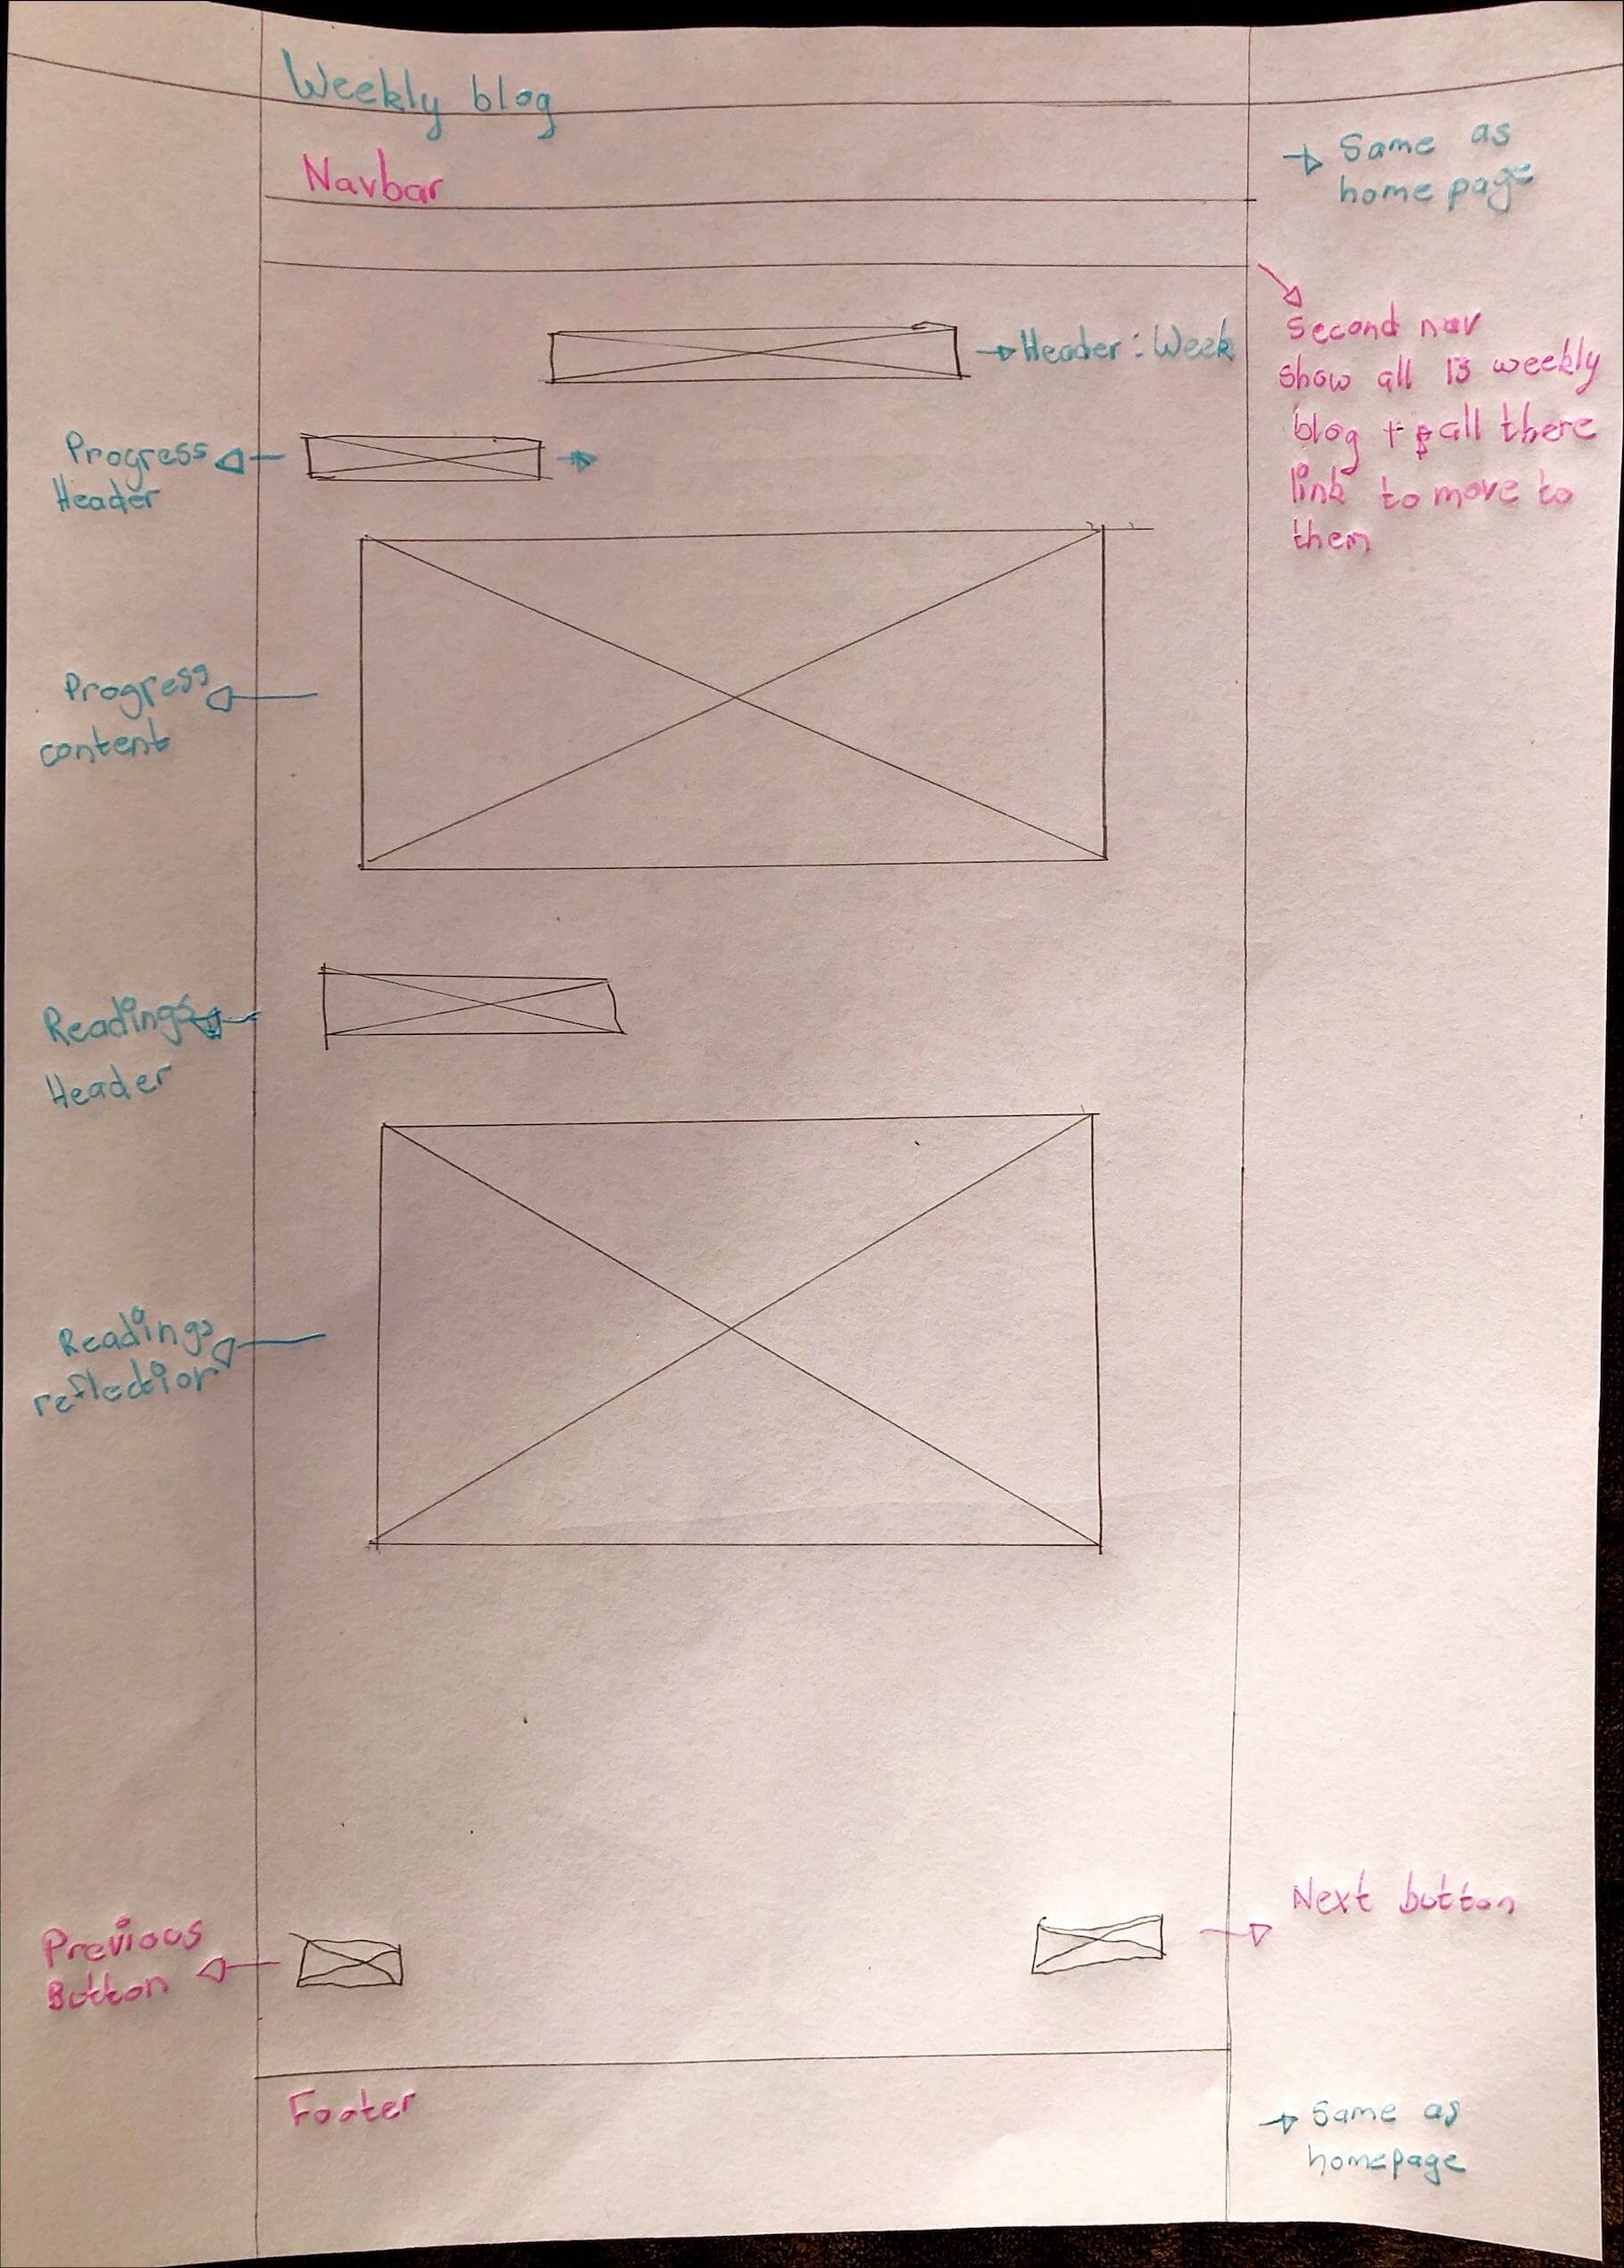 Weekly blog
Navbar
Same as
home page
Header : Week
Second nav
show all 13 weekly
blog + all there
link to move to
them
Progress
Header
Progress
content
Readings
Header
Readings
reflection
Next button
Previous
Button
Footer
Same as
homepage